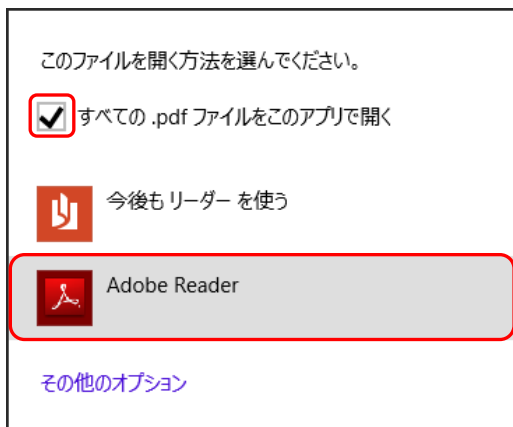 このファイルを開く方法を選んでください。
すべての .pdf ファイルをこのアプリで開く
今後も リーダー を使う
Adobe Reader
その他のオプション